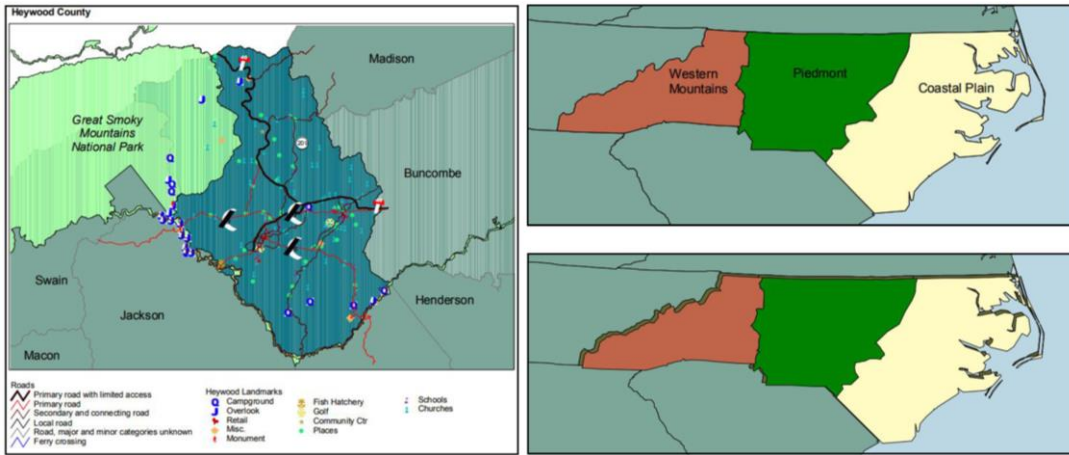 Heywood County
Madison
Great Smoky
Mountains
National Park
Buncombe
Swain
Jackson
Henderson
Macon
Roads
Primary road with limited access
Primary road
Secondary and connecting road
Local road
Road, major and minor categories unknown
Ferry crossing
Heywood Landmarks
Campground
Overlook
Retail
Misc.
Monument
Fish Hatchery
Golf
Community Ctr
Places
Schools
Churches
Western
Mountains
Piedmont
Coastal Plain